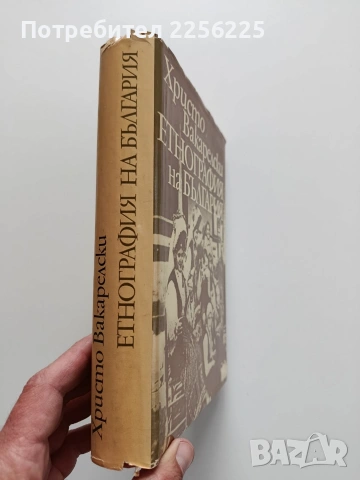 Потребител 2256225
Христо
Вакарелски
ЕТНОГРАФИЯ
на БЪЛГАРИЯ
Христо Вакарелски
ЕТНОГРАФИЯ НА БЪЛГАРИЯ
BAZAR